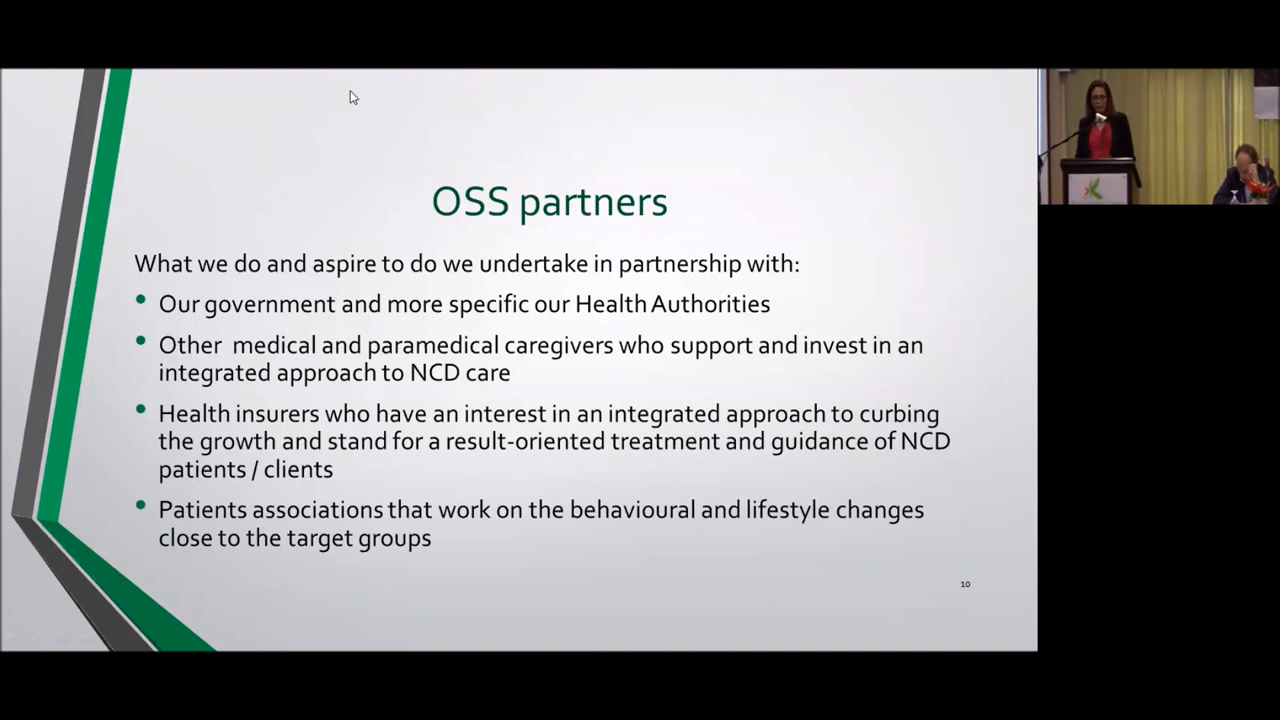 OSS partners
What we do and aspire to do we undertake in partnership with:
• Our government and more specific our Health Authorities
• Other medical and paramedical caregivers who support and invest in an
integrated approach to NCD care
• Health insurers who have an interest in an integrated approach to curbing
the growth and stand for a result-oriented treatment and guidance of NCD
patients / clients
• Patients associations that work on the behavioural and lifestyle changes
close to the target groups
10